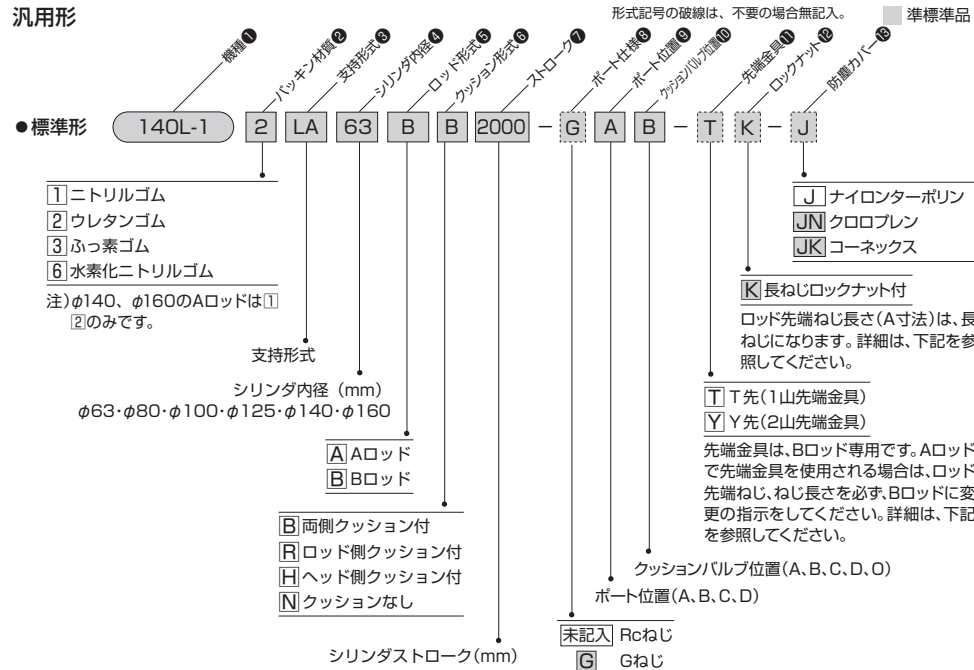 汎用形
形式記号の破線は、不要の場合無記入。
準標準品
機種❶
パッキン材質❷
支持形式❸
シリンダ内径❹
ロッド形式❺
クッション形式❻
ストローク❼
ポート仕様❽
ポート位置❾
クッションバルブ位置❿
先端金具⓫
ロックナット⓬
防塵カバー⓭
●標準形 140L-1 2 LA 63 B B 2000 − G A B − T K − J
1 ニトリルゴム
2 ウレタンゴム
3 ふっ素ゴム
6 水素化ニトリルゴム
注)φ140、φ160のAロッドは1
2のみです。
支持形式
シリンダ内径(mm)
φ63・φ80・φ100・φ125・φ140・φ160
A Aロッド
B Bロッド
B 両側クッション付
R ロッド側クッション付
H ヘッド側クッション付
N クッションなし
シリンダストローク(mm)
未記入 Rcねじ
G Gねじ
ポート位置(A、B、C、D)
クッションバルブ位置(A、B、C、D、O)
T T先(1山先端金具)
Y Y先(2山先端金具)
先端金具は、Bロッド専用です。Aロッド
で先端金具を使用される場合は、ロッド
先端ねじ、ねじ長さを必ず、Bロッドに変
更の指示をしてください。詳細は、下記
を参照してください。
K 長ねじロックナット付
ロッド先端ねじ長さ(A寸法)は、長
ねじになります。詳細は、下記を参
照してください。
J ナイロンターポリン
JN クロロプレン
JK コーネックス